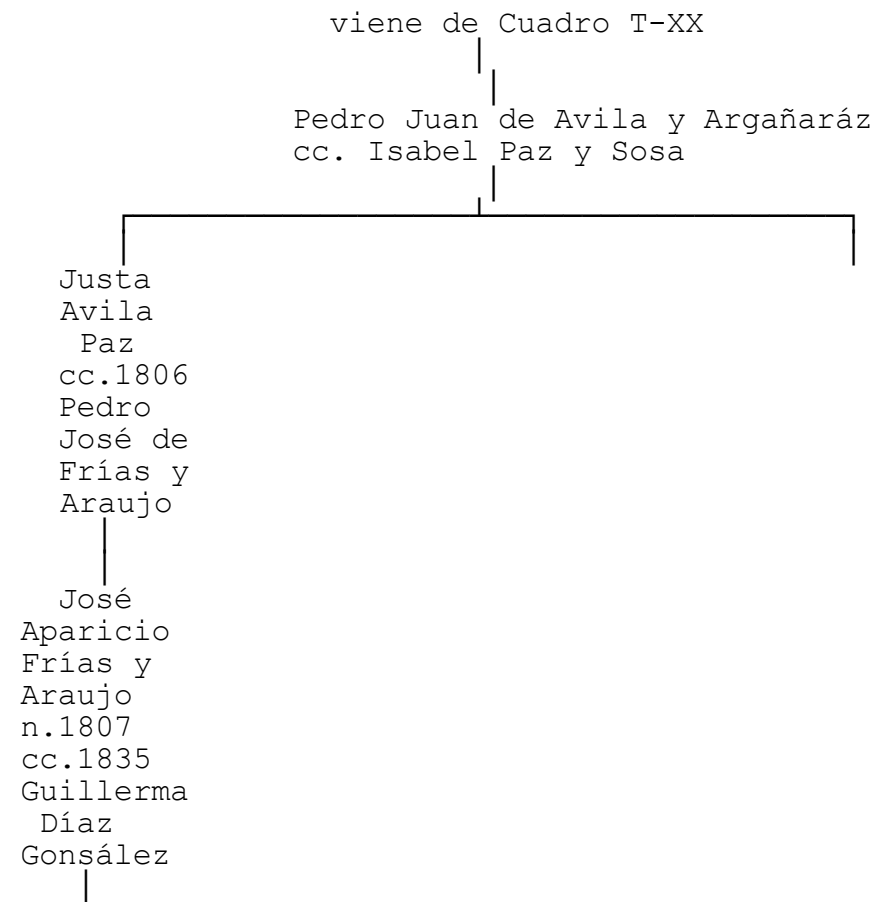 viene de Cuadro T-XX
Pedro Juan de Avila y Argañaráz
cc. Isabel Paz y Sosa
Justa
Avila
Paz
cc.1806
Pedro
José de
Frías y
Araujo
José
Aparicio
Frías y
Araujo
n.1807
cc.1835
Guillerma
Díaz
Gonsález